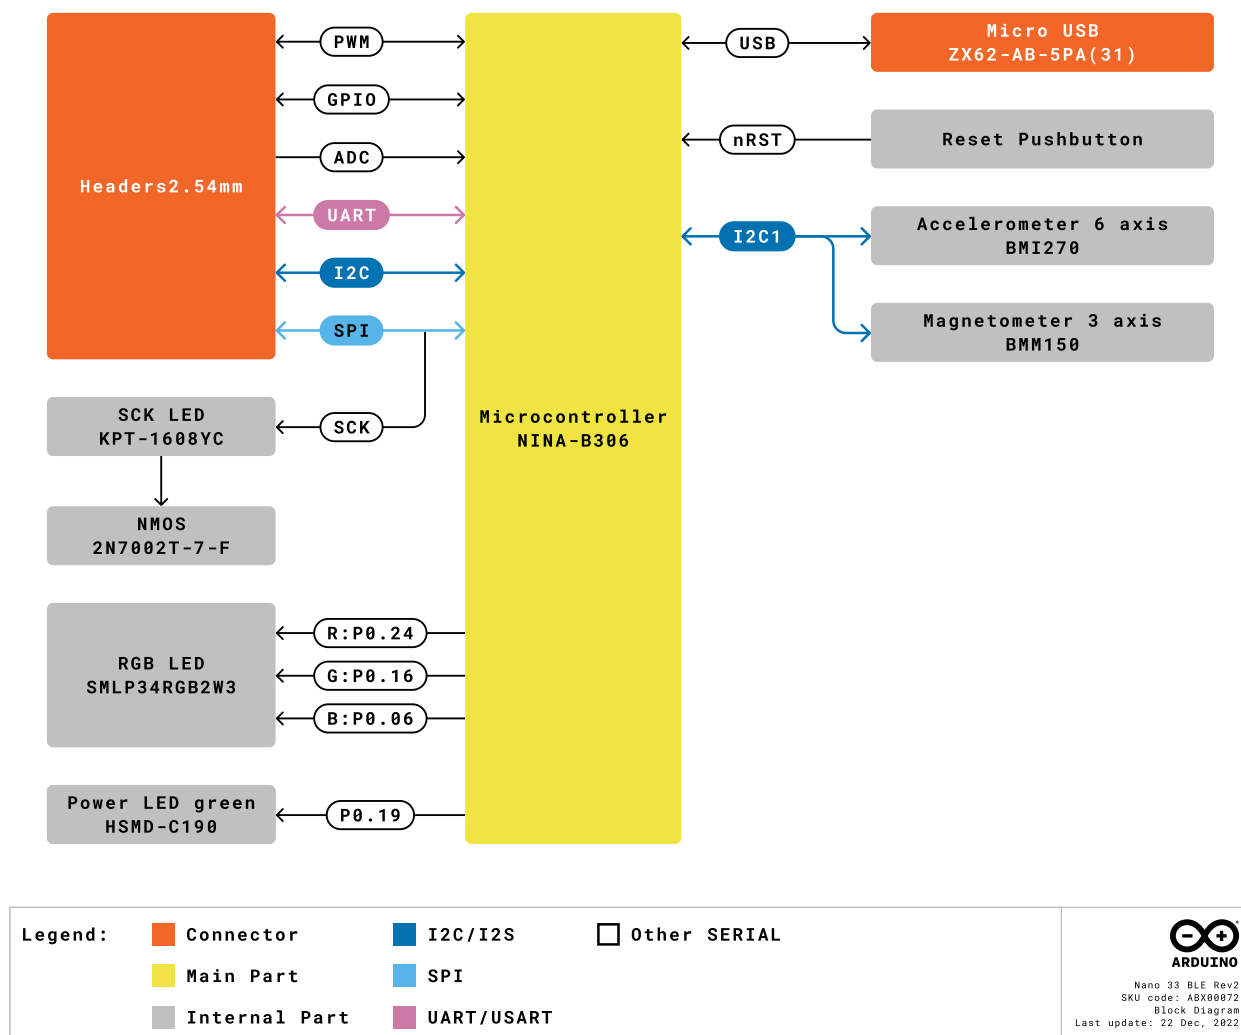 PWM
GPIO
ADC
UART
I2C
SPI
Headers2.54mm
SCK LED
KPT-1608YC
SCK
NMOS
2N7002T-7-F
RGB LED
SMLP34RGB2W3
R:P0.24
G:P0.16
B:P0.06
Power LED green
HSMD-C190
P0.19
Microcontroller
NINA-B306
USB
Micro USB
ZX62-AB-5PA(31)
nRST
Reset Pushbutton
I2C1
Accelerometer 6 axis
BMI270
Magnetometer 3 axis
BMM150
Legend:
Connector
Main Part
Internal Part
I2C/I2S
SPI
UART/USART
Other SERIAL
ARDUINO
Nano 33 BLE Rev2
SKU code: ABX00072
Block Diagram
Last update: 22 Dec, 2022